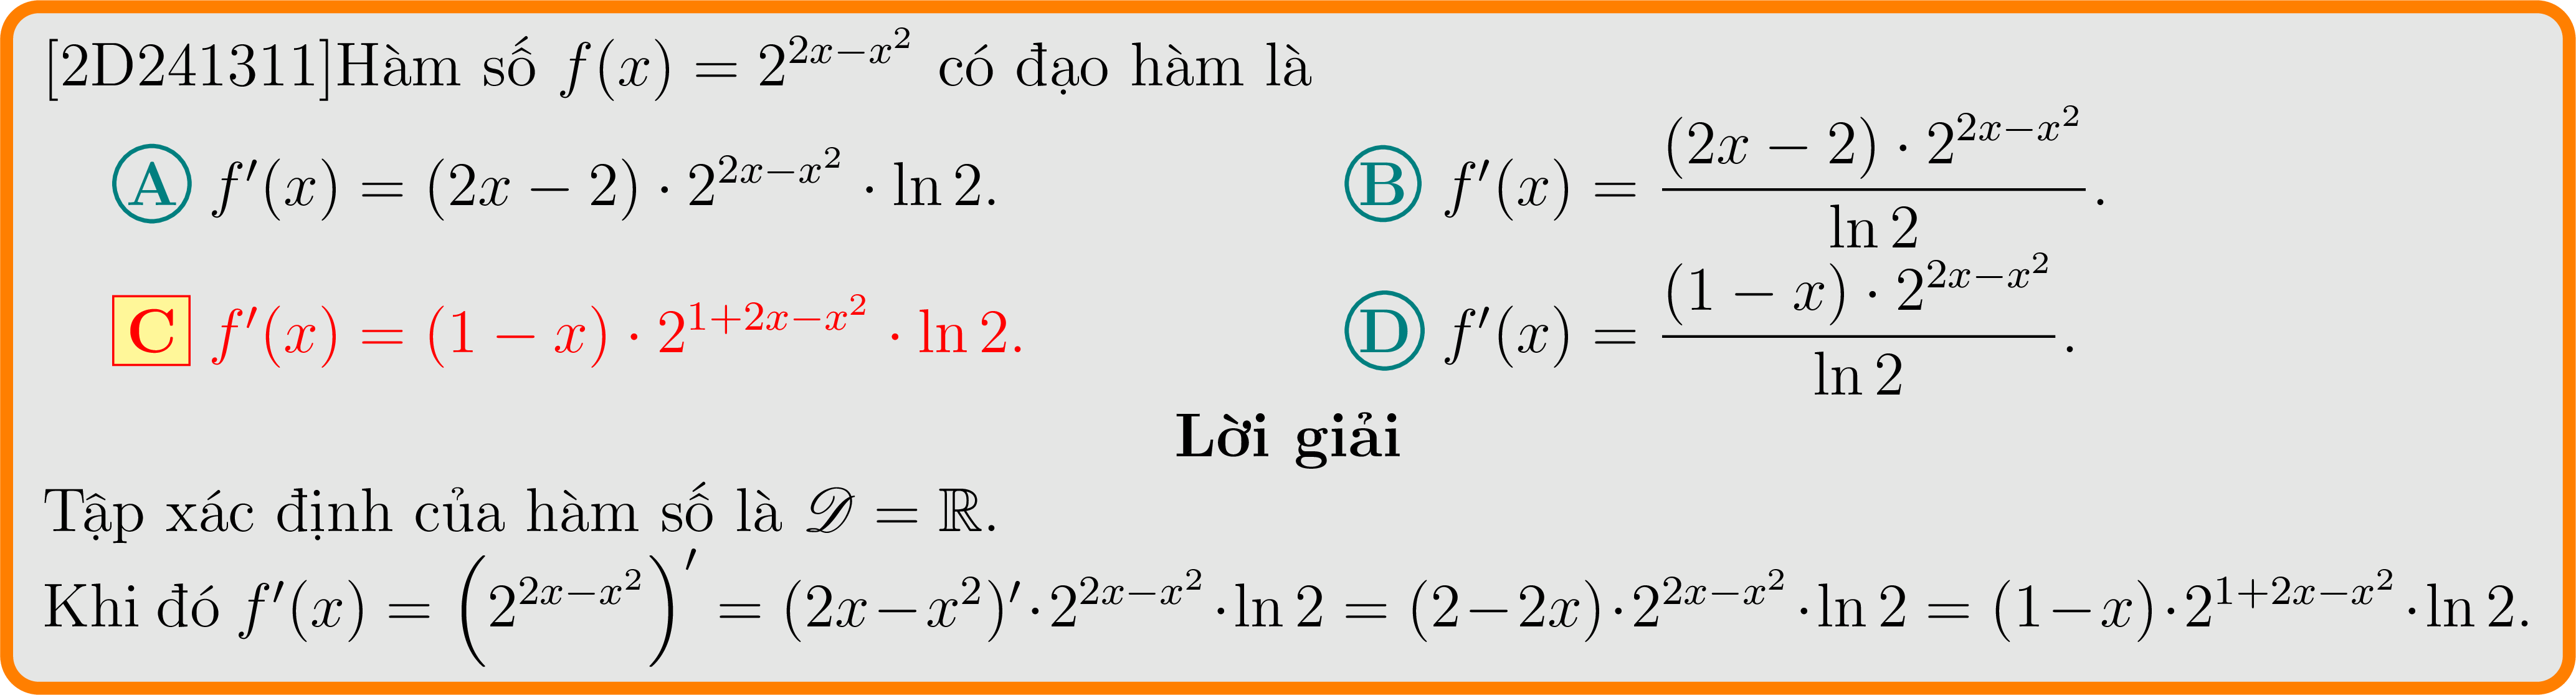 [2D241311]Hàm số $f(x) = 2^{2x-x^2}$ có đạo hàm là
A $f'(x) = (2x - 2) \cdot 2^{2x-x^2} \cdot \ln 2.$ B $f'(x) = \dfrac{(2x - 2) \cdot 2^{2x-x^2}}{\ln 2}.$
C $f'(x) = (1 - x) \cdot 2^{1+2x-x^2} \cdot \ln 2.$ D $f'(x) = \dfrac{(1 - x) \cdot 2^{2x-x^2}}{\ln 2}.$
Lời giải
Tập xác định của hàm số là $\mathscr{D} = \mathbb{R}.$
Khi đó $f'(x) = \left(2^{2x-x^2}\right)' = (2x-x^2)' \cdot 2^{2x-x^2} \cdot \ln 2 = (2-2x) \cdot 2^{2x-x^2} \cdot \ln 2 = (1-x) \cdot 2^{1+2x-x^2} \cdot \ln 2.$